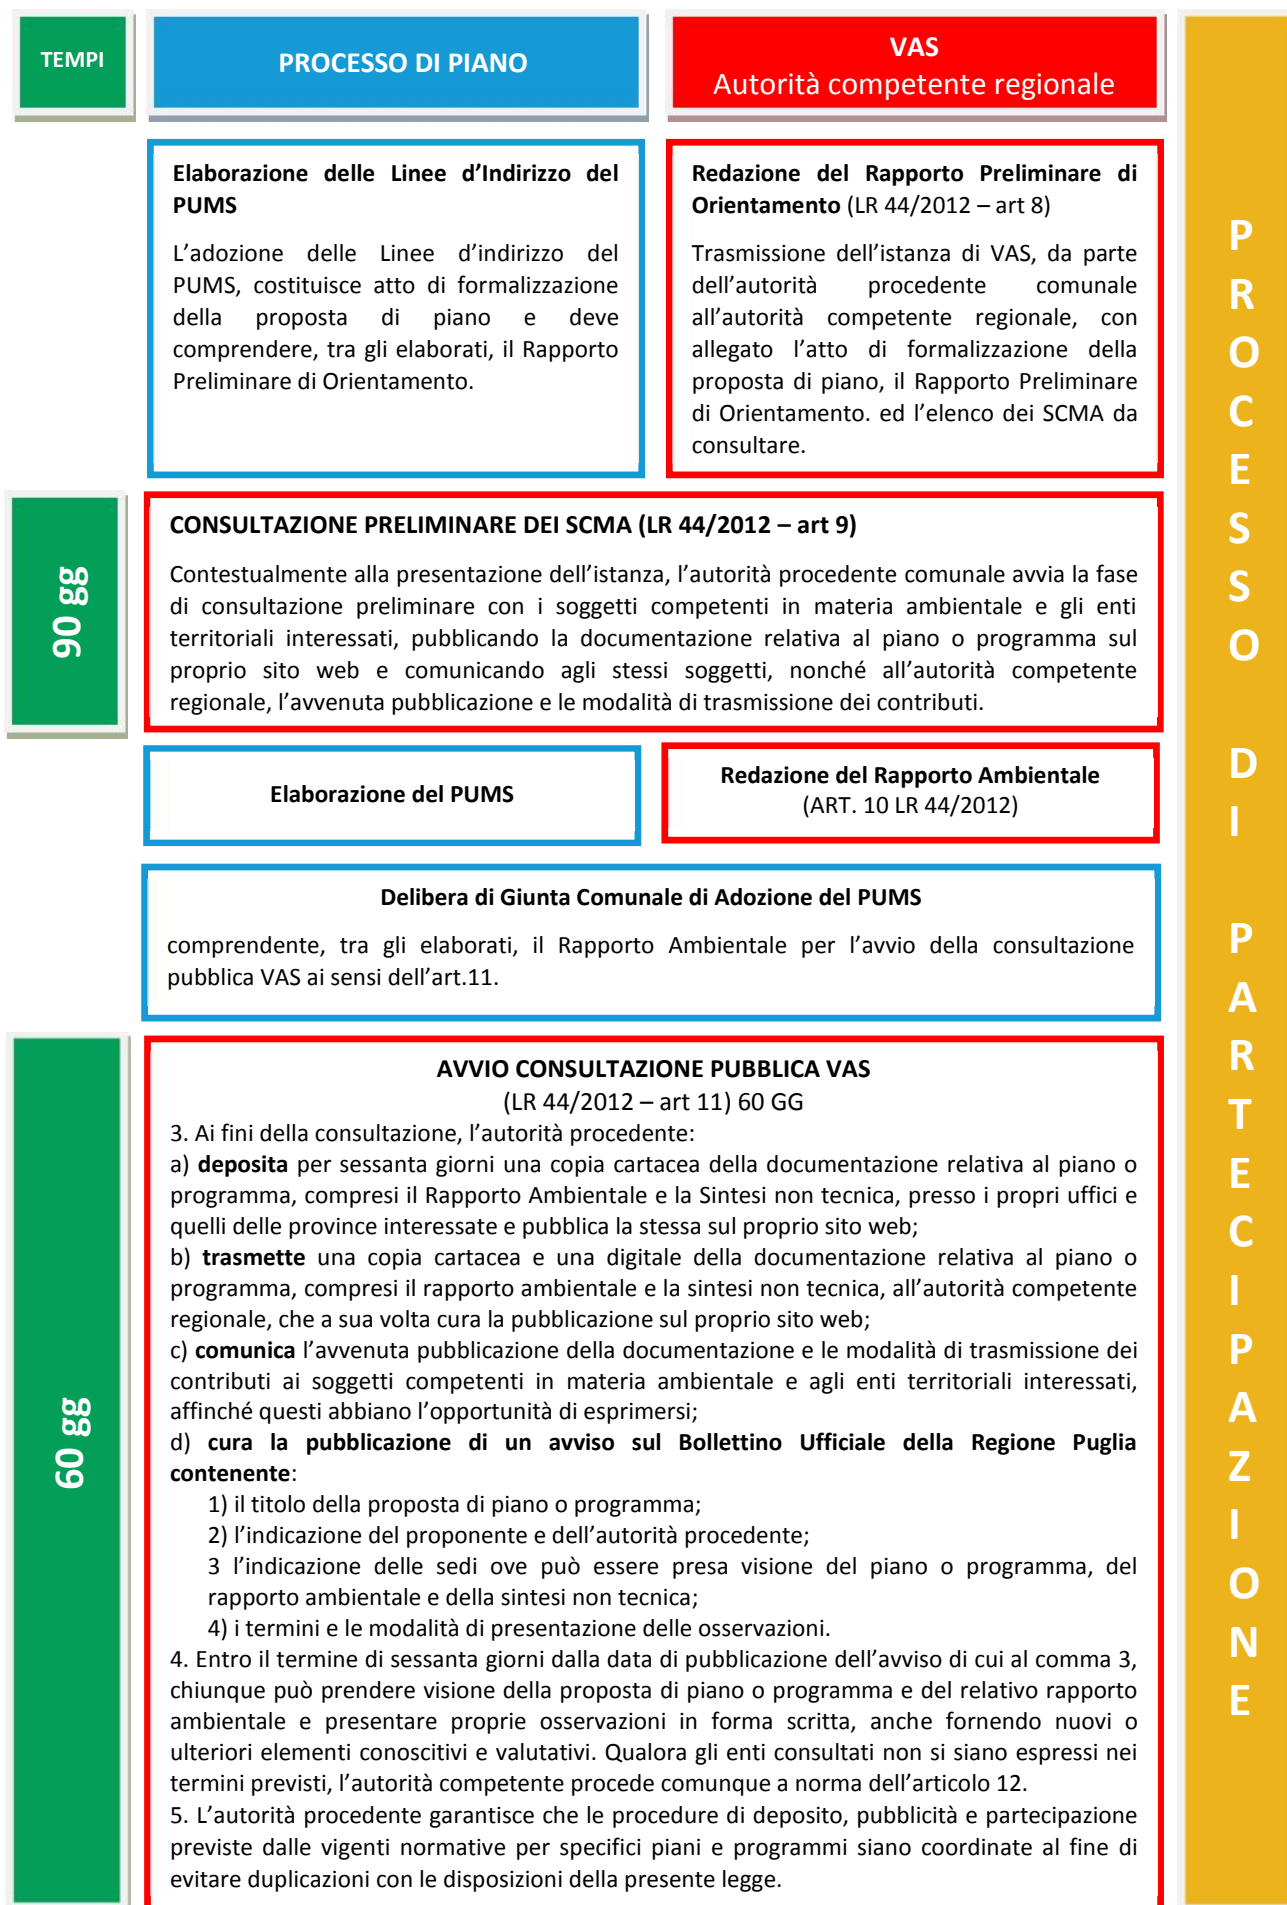 TEMPI
PROCESSO DI PIANO
VAS
Autorità competente regionale
Elaborazione delle Linee d’Indirizzo del
PUMS
L’adozione delle Linee d’indirizzo del
PUMS, costituisce atto di formalizzazione
della proposta di piano e deve
comprendere, tra gli elaborati, il Rapporto
Preliminare di Orientamento.
Redazione del Rapporto Preliminare di
Orientamento (LR 44/2012 – art 8)
Trasmissione dell’istanza di VAS, da parte
dell’autorità procedente comunale
all’autorità competente regionale, con
allegato l’atto di formalizzazione della
proposta di piano, il Rapporto Preliminare
di Orientamento. ed l’elenco dei SCMA da
consultare.
90 gg
CONSULTAZIONE PRELIMINARE DEI SCMA (LR 44/2012 – art 9)
Contestualmente alla presentazione dell’istanza, l’autorità procedente comunale avvia la fase
di consultazione preliminare con i soggetti competenti in materia ambientale e gli enti
territoriali interessati, pubblicando la documentazione relativa al piano o programma sul
proprio sito web e comunicando agli stessi soggetti, nonché all’autorità competente
regionale, l’avvenuta pubblicazione e le modalità di trasmissione dei contributi.
Elaborazione del PUMS
Redazione del Rapporto Ambientale
(ART. 10 LR 44/2012)
Delibera di Giunta Comunale di Adozione del PUMS
comprendente, tra gli elaborati, il Rapporto Ambientale per l’avvio della consultazione
pubblica VAS ai sensi dell’art.11.
60 gg
AVVIO CONSULTAZIONE PUBBLICA VAS
(LR 44/2012 – art 11) 60 GG
3. Ai fini della consultazione, l’autorità procedente:
a) deposita per sessanta giorni una copia cartacea della documentazione relativa al piano o
programma, compresi il Rapporto Ambientale e la Sintesi non tecnica, presso i propri uffici e
quelli delle province interessate e pubblica la stessa sul proprio sito web;
b) trasmette una copia cartacea e una digitale della documentazione relativa al piano o
programma, compresi il rapporto ambientale e la sintesi non tecnica, all’autorità competente
regionale, che a sua volta cura la pubblicazione sul proprio sito web;
c) comunica l’avvenuta pubblicazione della documentazione e le modalità di trasmissione dei
contributi ai soggetti competenti in materia ambientale e agli enti territoriali interessati,
affinché questi abbiano l’opportunità di esprimersi;
d) cura la pubblicazione di un avviso sul Bollettino Ufficiale della Regione Puglia
contenente:
1) il titolo della proposta di piano o programma;
2) l’indicazione del proponente e dell’autorità procedente;
3 l’indicazione delle sedi ove può essere presa visione del piano o programma, del
rapporto ambientale e della sintesi non tecnica;
4) i termini e le modalità di presentazione delle osservazioni.
4. Entro il termine di sessanta giorni dalla data di pubblicazione dell’avviso di cui al comma 3,
chiunque può prendere visione della proposta di piano o programma e del relativo rapporto
ambientale e presentare proprie osservazioni in forma scritta, anche fornendo nuovi o
ulteriori elementi conoscitivi e valutativi. Qualora gli enti consultati non si siano espressi nei
termini previsti, l’autorità competente procede comunque a norma dell’articolo 12.
5. L’autorità procedente garantisce che le procedure di deposito, pubblicità e partecipazione
previste dalle vigenti normative per specifici piani e programmi siano coordinate al fine di
evitare duplicazioni con le disposizioni della presente legge.
PROCESSO DI PARTECIPAZIONE